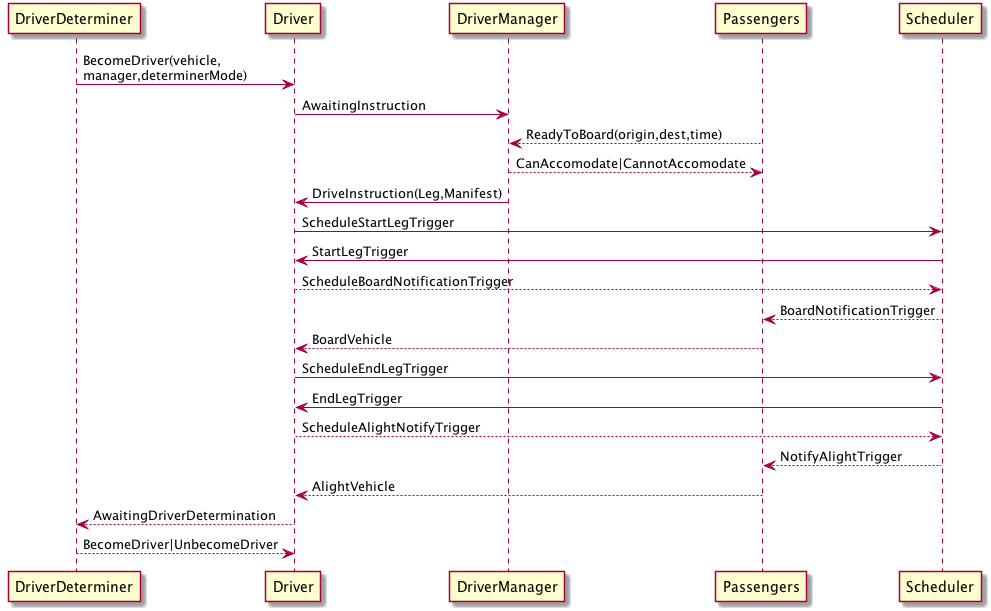 DriverDeterminer
Driver
DriverManager
Passengers
Scheduler
BecomeDriver(vehicle,
manager,determinerMode)
AwaitingInstruction
ReadyToBoard(origin,dest,time)
CanAccomodate|CannotAccomodate
DriveInstruction(Leg,Manifest)
ScheduleStartLegTrigger
StartLegTrigger
ScheduleBoardNotificationTrigger
BoardNotificationTrigger
BoardVehicle
ScheduleEndLegTrigger
EndLegTrigger
ScheduleAlightNotifyTrigger
NotifyAlightTrigger
AlightVehicle
AwaitingDriverDetermination
BecomeDriver|UnbecomeDriver
DriverDeterminer
Driver
DriverManager
Passengers
Scheduler